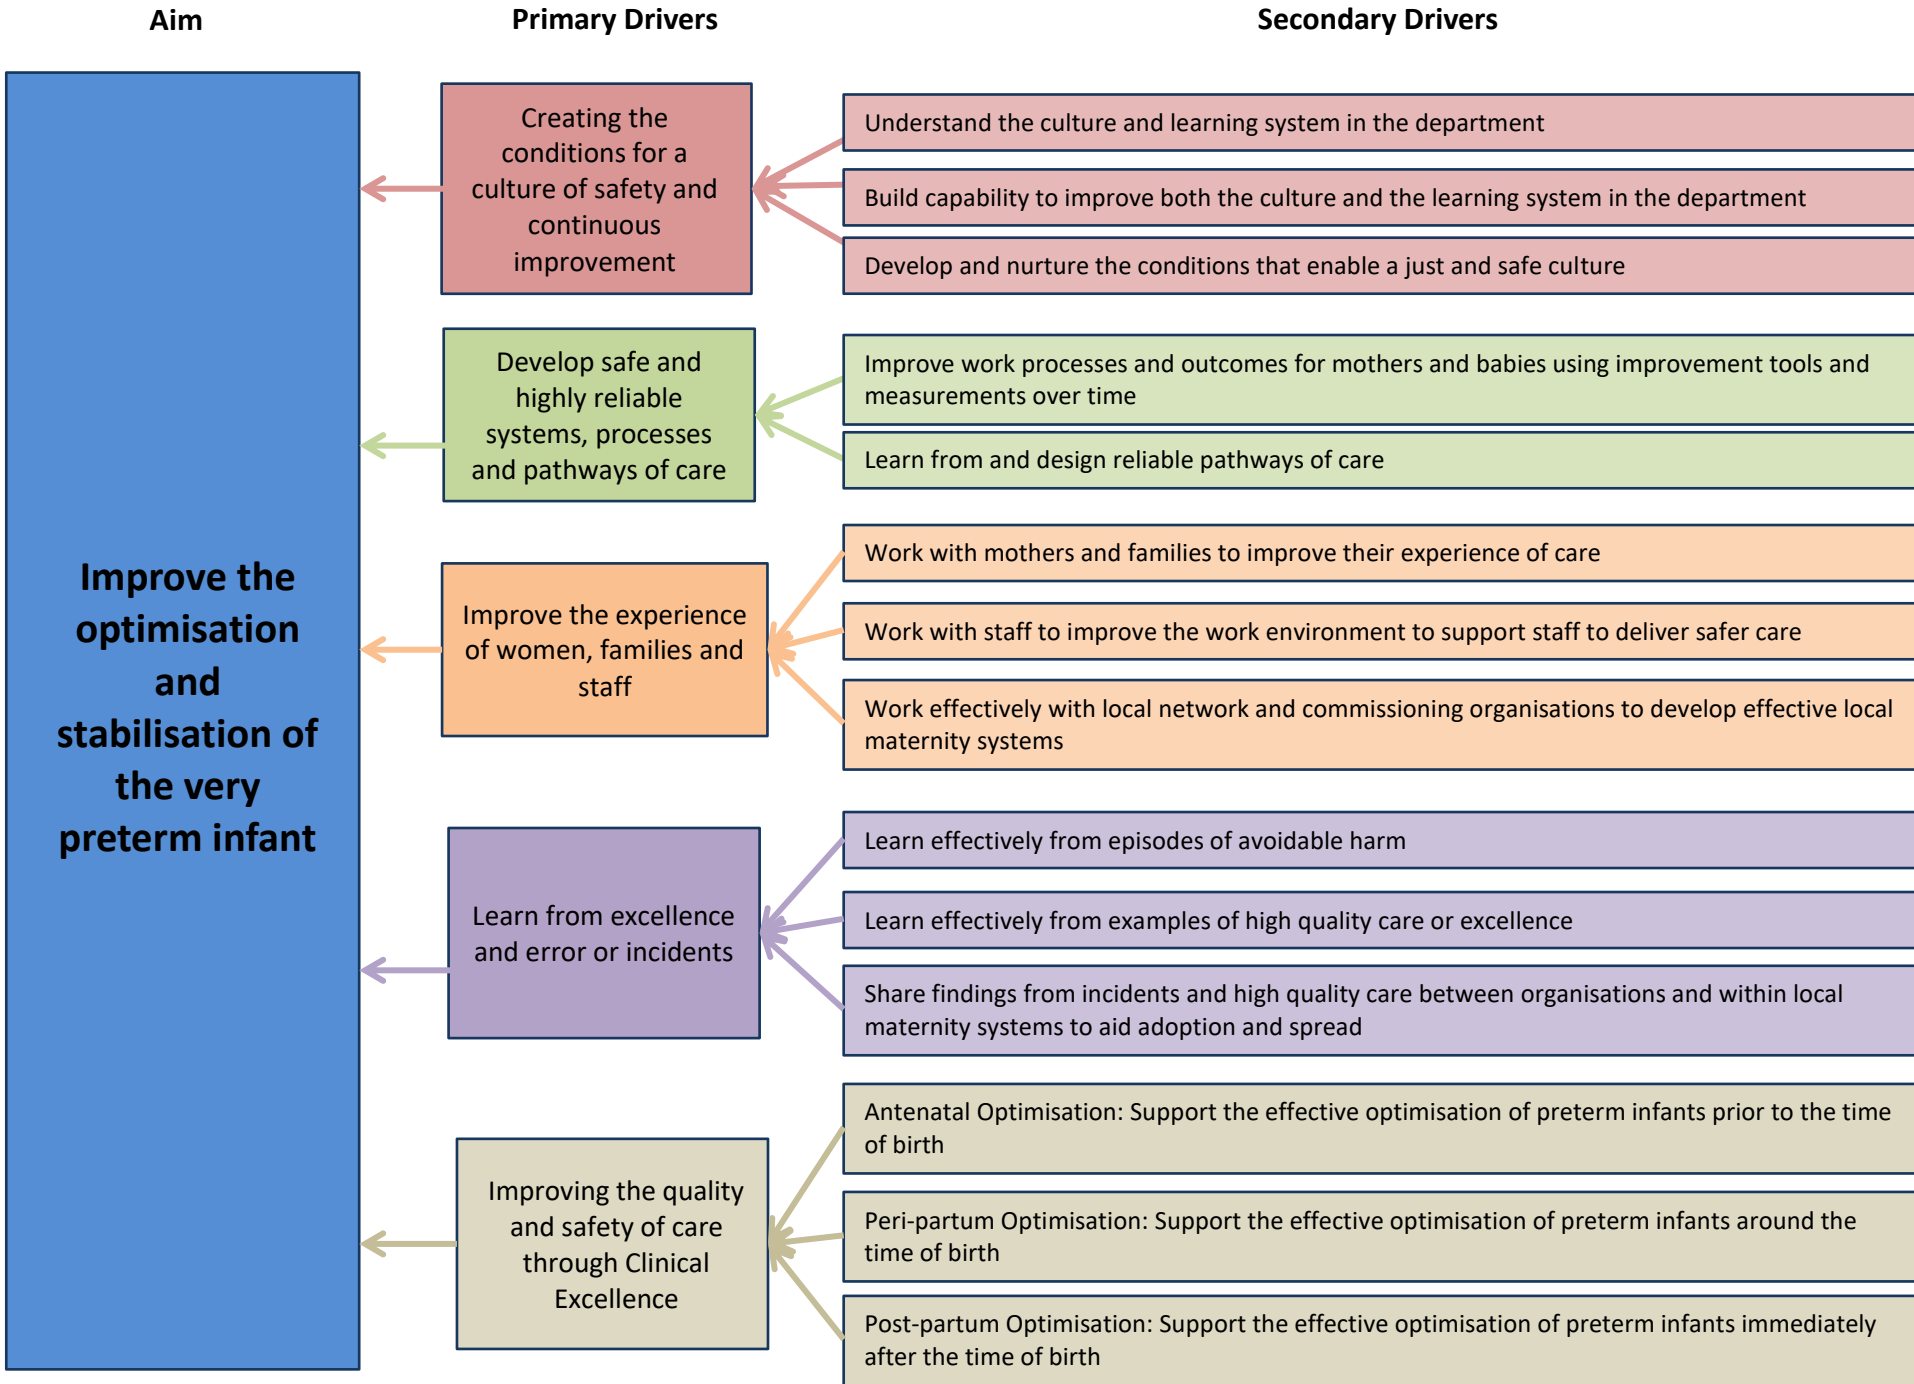 Aim
Primary Drivers
Secondary Drivers
Improve the
optimisation
and
stabilisation of
the very
preterm infant
Creating the
conditions for a
culture of safety and
continuous
improvement
Understand the culture and learning system in the department
Build capability to improve both the culture and the learning system in the department
Develop and nurture the conditions that enable a just and safe culture
Develop safe and
highly reliable
systems, processes
and pathways of care
Improve work processes and outcomes for mothers and babies using improvement tools and
measurements over time
Learn from and design reliable pathways of care
Improve the experience
of women, families and
staff
Work with mothers and families to improve their experience of care
Work with staff to improve the work environment to support staff to deliver safer care
Work effectively with local network and commissioning organisations to develop effective local
maternity systems
Learn from excellence
and error or incidents
Learn effectively from episodes of avoidable harm
Learn effectively from examples of high quality care or excellence
Share findings from incidents and high quality care between organisations and within local
maternity systems to aid adoption and spread
Improving the quality
and safety of care
through Clinical
Excellence
Antenatal Optimisation: Support the effective optimisation of preterm infants prior to the time
of birth
Peri-partum Optimisation: Support the effective optimisation of preterm infants around the
time of birth
Post-partum Optimisation: Support the effective optimisation of preterm infants immediately
after the time of birth